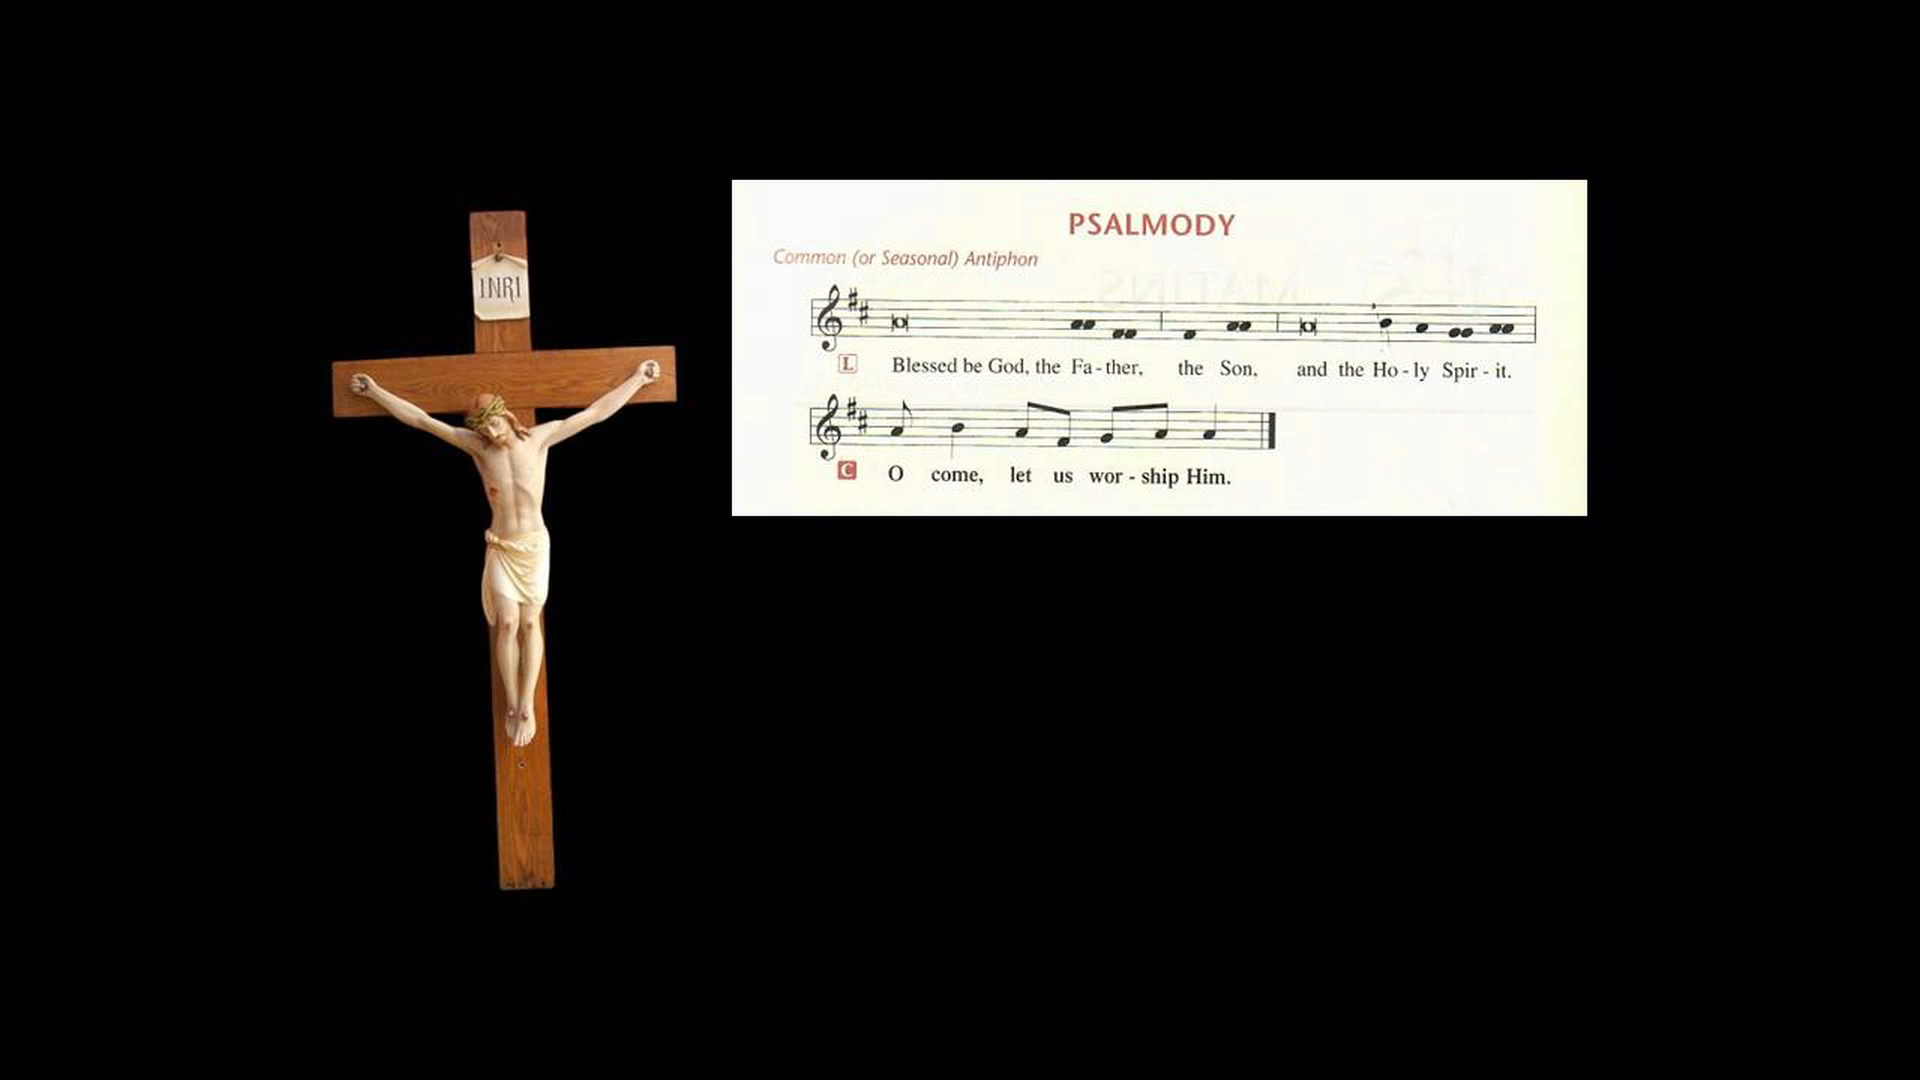 INRI
PSALMODY
Common (or Seasonal) Antiphon
L Blessed be God, the Fa - ther, the Son, and the Ho - ly Spir - it.
C O come, let us wor - ship Him.
MATINS